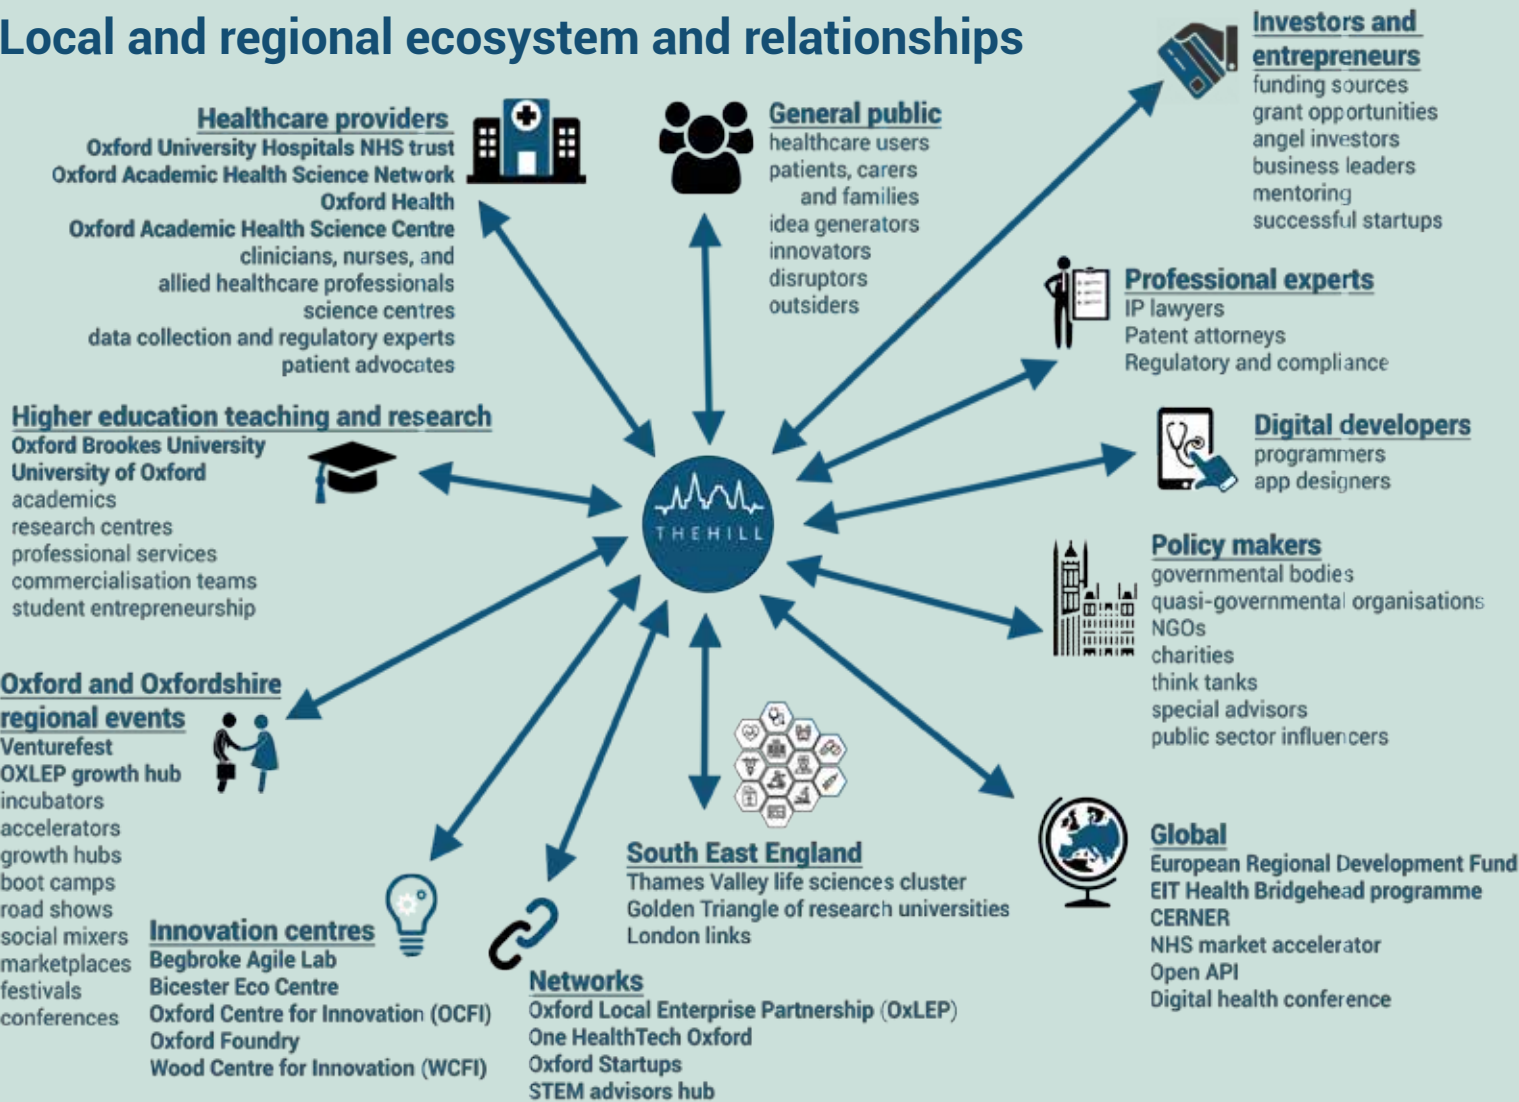 Local and regional ecosystem and relationships
Healthcare providers
Oxford University Hospitals NHS trust
Oxford Academic Health Science Network
Oxford Health
Oxford Academic Health Science Centre
clinicians, nurses, and
allied healthcare professionals
science centres
data collection and regulatory experts
patient advocates
General public
healthcare users
patients, carers
and families
idea generators
innovators
disruptors
outsiders
Investors and
entrepreneurs
funding sources
grant opportunities
angel investors
business leaders
mentoring
successful startups
Professional experts
IP lawyers
Patent attorneys
Regulatory and compliance
Higher education teaching and research
Oxford Brookes University
University of Oxford
academics
research centres
professional services
commercialisation teams
student entrepreneurship
THEHILL
Digital developers
programmers
app designers
Policy makers
governmental bodies
quasi-governmental organisations
NGOs
charities
think tanks
special advisors
public sector influencers
Oxford and Oxfordshire
regional events
Venturefest
OXLEP growth hub
incubators
accelerators
growth hubs
boot camps
road shows
social mixers
marketplaces
festivals
conferences
Innovation centres
Begbroke Agile Lab
Bicester Eco Centre
Oxford Centre for Innovation (OCFI)
Oxford Foundry
Wood Centre for Innovation (WCFI)
Networks
Oxford Local Enterprise Partnership (OxLEP)
One HealthTech Oxford
Oxford Startups
STEM advisors hub
South East England
Thames Valley life sciences cluster
Golden Triangle of research universities
London links
Global
European Regional Development Fund
EIT Health Bridgehead programme
CERNER
NHS market accelerator
Open API
Digital health conference